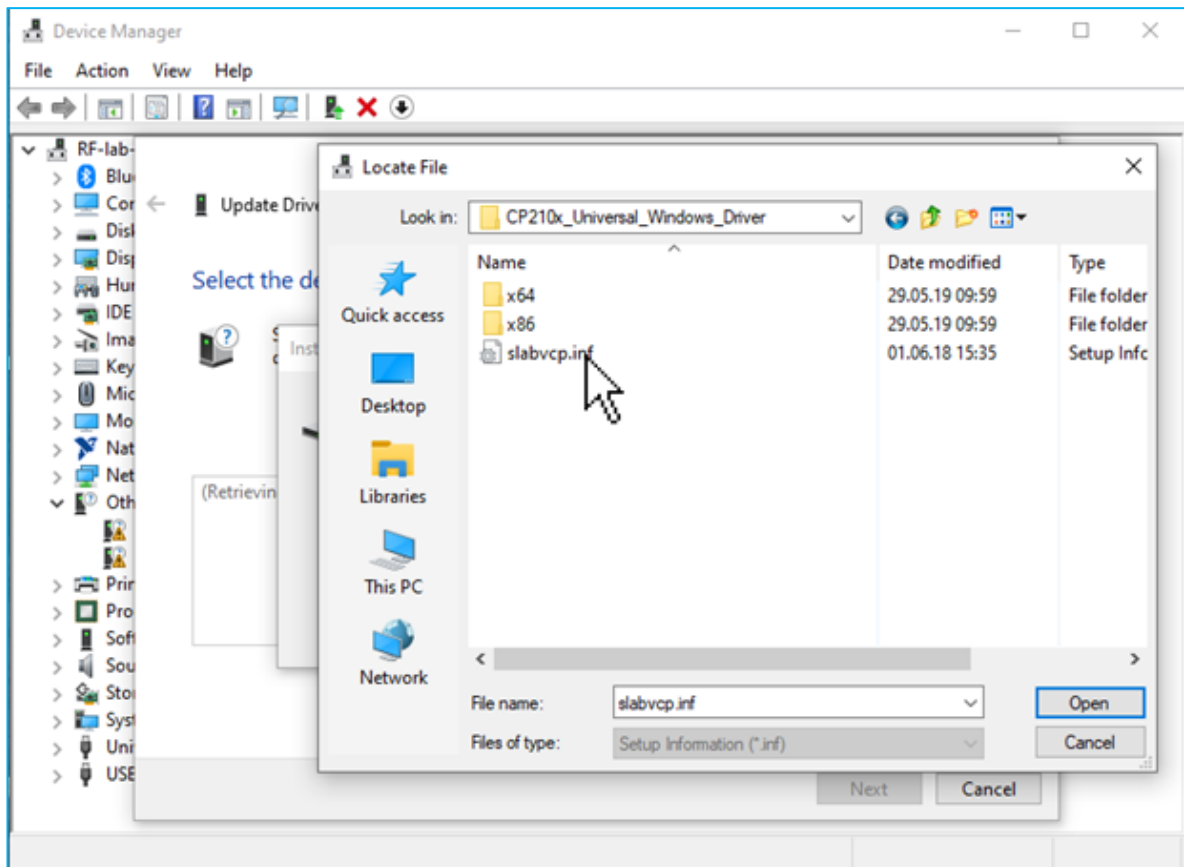 Device Manager
File Action View Help
RF-lab-
Locate File
Blu
Cor
Update Drive
Look in: CP210x_Universal_Windows_Driver
Disk
Disp
Name Date modified Type
Hur
Select the de
x64 29.05.19 09:59 File folder
IDE
Quick access
x86 29.05.19 09:59 File folder
Ima
Inst
slabvcp.inf 01.06.18 15:35 Setup Infc
Key
Mic
Desktop
Mo
Nat
Net
(Retrievin
Libraries
Oth
This PC
Prir
Pro
Soft
Sou
Network
Stor
File name: slabvcp.inf Open
Syst
Files of type: Setup Information (*.inf) Cancel
Uni
USE
Next Cancel